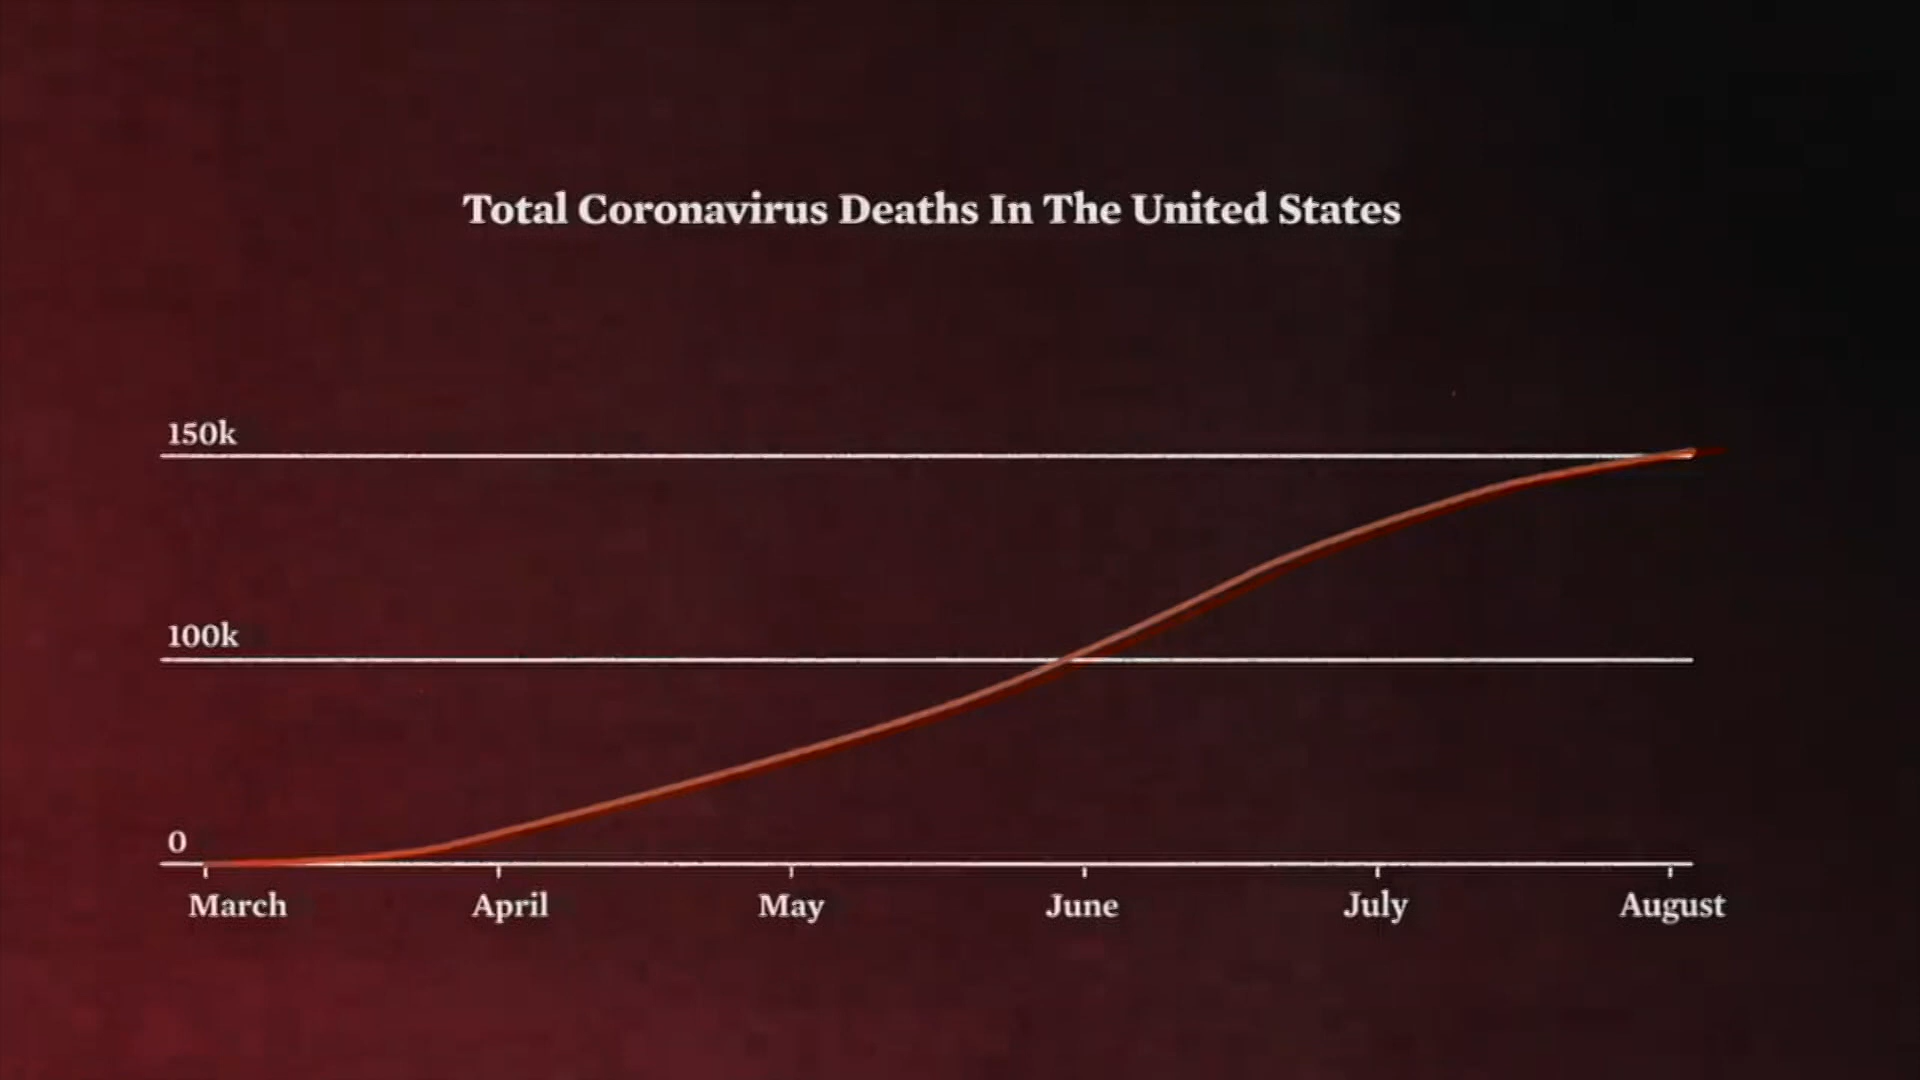 Total Coronavirus Deaths In The United States
150k
100k
0
March April May June July August